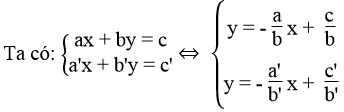 Ta có: { ax + by = c
a'x + b'y = c' ⇔ { y = - a/b x + c/b
y = - a'/b' x + c'/b'